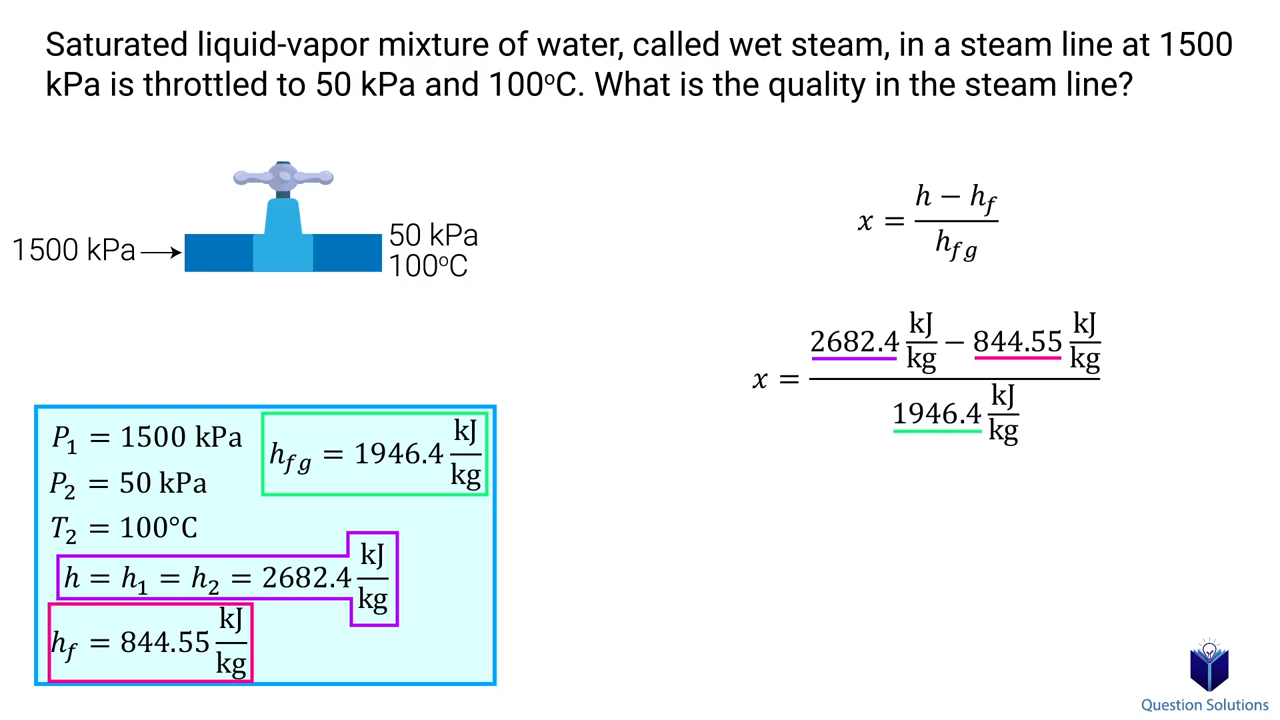 Saturated liquid-vapor mixture of water, called wet steam, in a steam line at 1500
kPa is throttled to 50 kPa and 100°C. What is the quality in the steam line?
1500 kPa
50 kPa
100°C
x = (h − h_f) / h_fg
x = (2682.4 kJ/kg − 844.55 kJ/kg) / (1946.4 kJ/kg)
P₁ = 1500 kPa
h_fg = 1946.4 kJ/kg
P₂ = 50 kPa
T₂ = 100°C
h = h₁ = h₂ = 2682.4 kJ/kg
h_f = 844.55 kJ/kg
Question Solutions